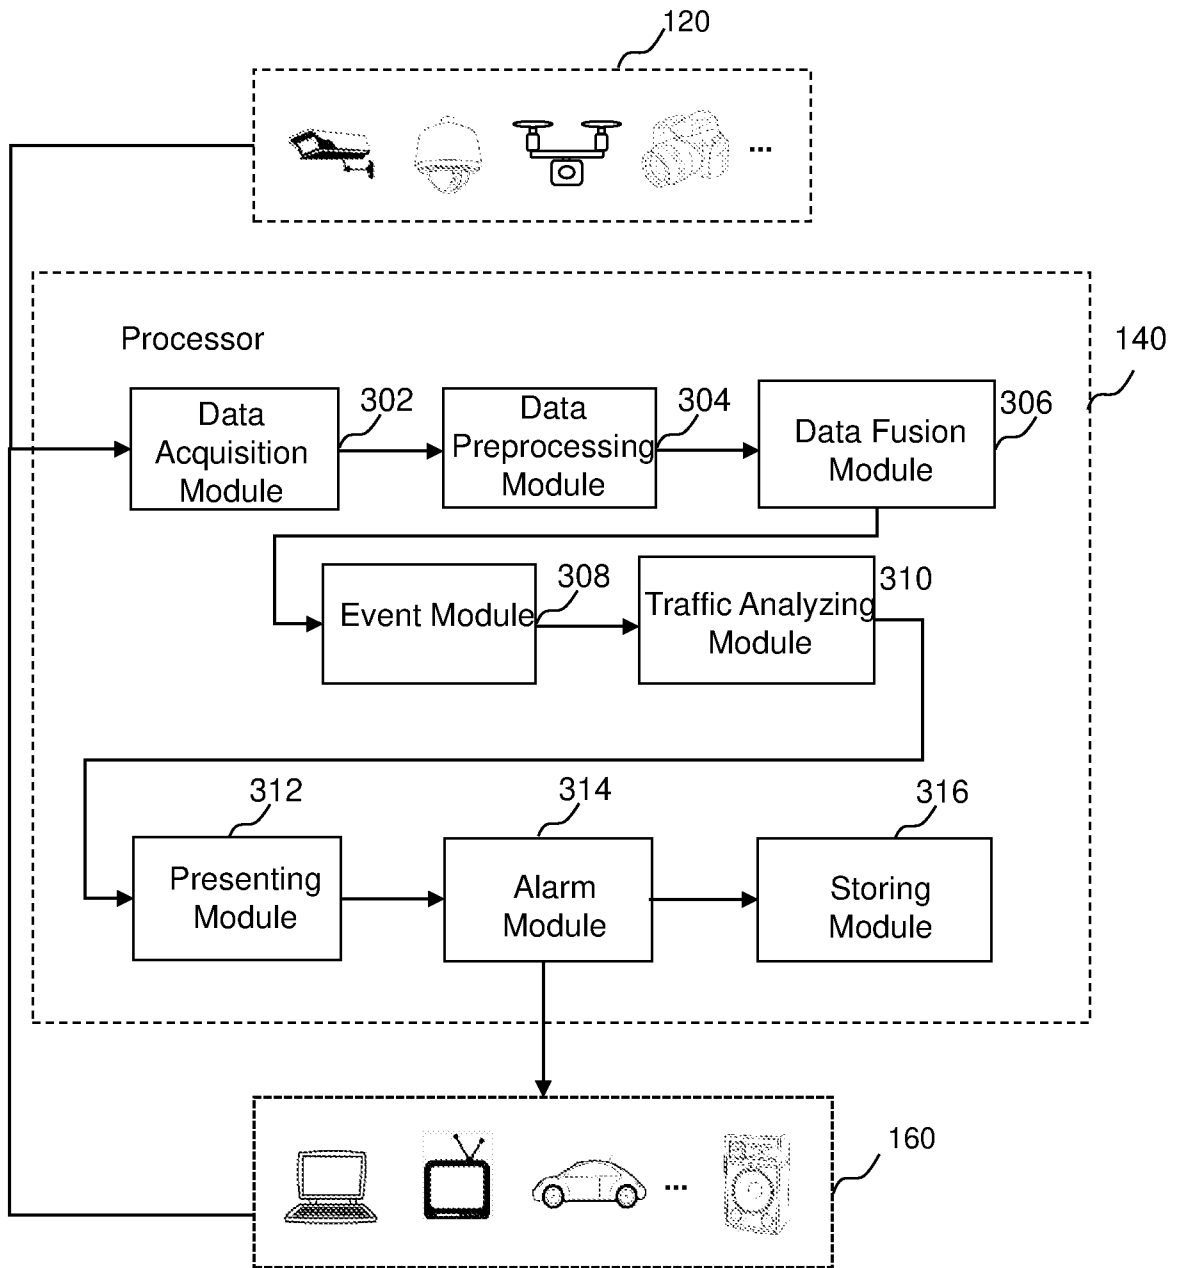 120
...
Processor
140
Data
Acquisition
Module
302
Data
Preprocessing
Module
304
Data Fusion
Module
306
Event Module
308
Traffic Analyzing
Module
310
312
Presenting
Module
314
Alarm
Module
316
Storing
Module
160
...